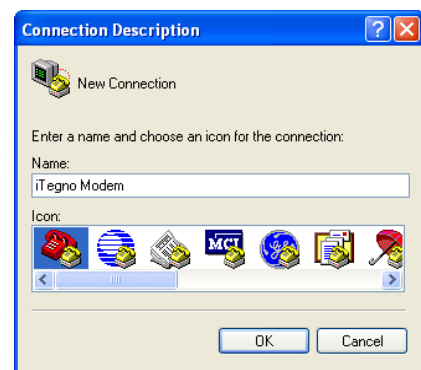 Connection Description
New Connection
Enter a name and choose an icon for the connection:
Name:
iTegno Modem
Icon:
MCI
OK
Cancel